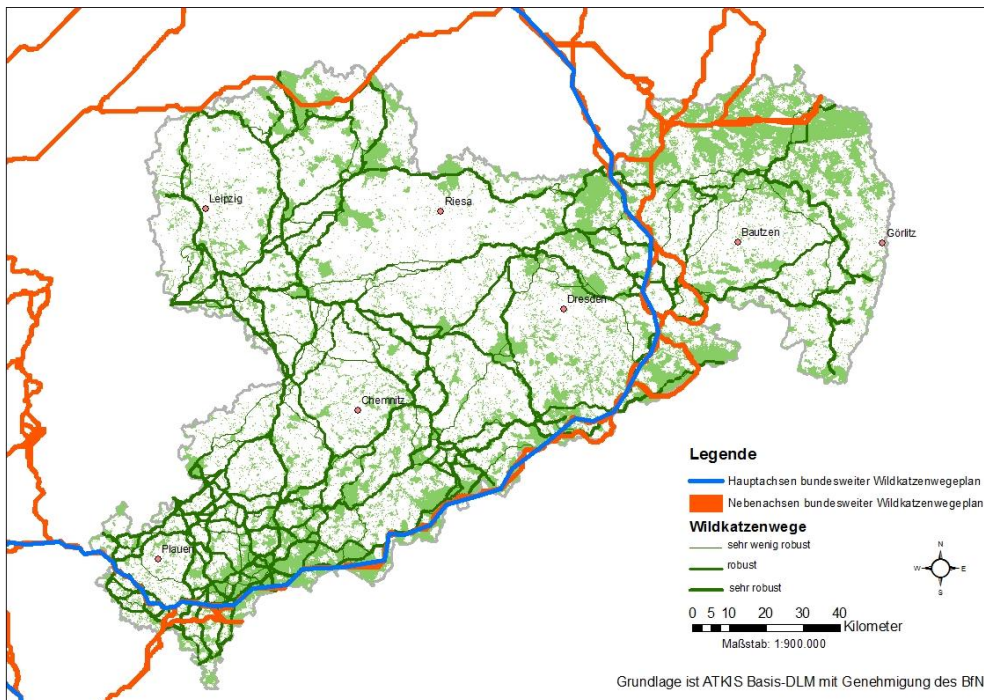 Leipzig
Riesa
Bautzen
Görlitz
Dresden
Chemnitz
Plauen
Legende
Hauptachsen bundesweiter Wildkatzenwegeplan
Nebenachsen bundesweiter Wildkatzenwegeplan
Wildkatzenwege
sehr wenig robust
robust
sehr robust
N
W E
S
0 5 10 20 30 40
Kilometer
Maßstab: 1:900.000
Grundlage ist ATKIS Basis-DLM mit Genehmigung des BfN